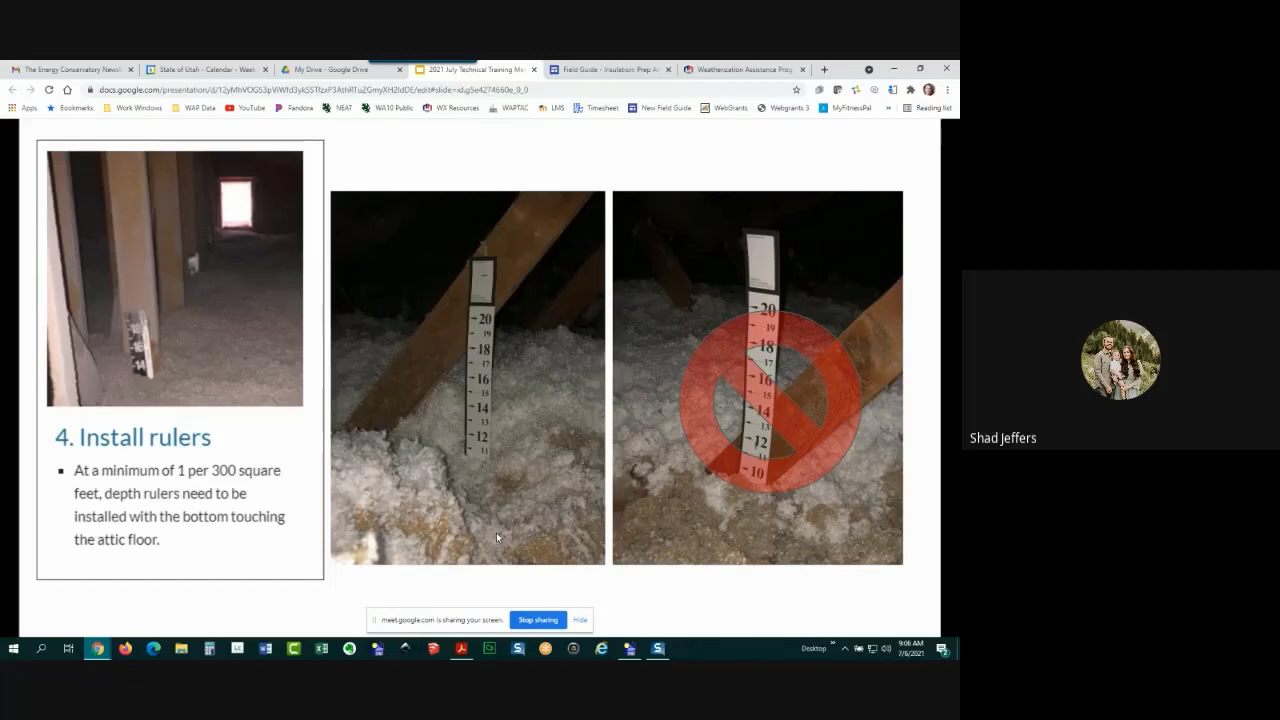 The Energy Conservatory News
State of Utah - Calendar - Week
My Drive - Google Drive
2021 July Technical Training Me
Field Guide - Insulation: Prep At
Weatherization Assistance Prog
Apps
Bookmarks
Work Windows
WAP Data
YouTube
Pandora
NEAT
WA10 Public
WX Resources
WAPTAC
LMS
Timesheet
New Field Guide
WebGrants
Webgrants 3
MyFitnessPal
»
Reading list
20
19
18
17
16
15
14
13
12
11
20
19
18
17
16
15
14
13
12
11
10
4. Install rulers
▪ At a minimum of 1 per 300 square
feet, depth rulers need to be
installed with the bottom touching
the attic floor.
Shad Jeffers
meet.google.com is sharing your screen.
Stop sharing
Hide
Desktop
9:06 AM
7/6/2021